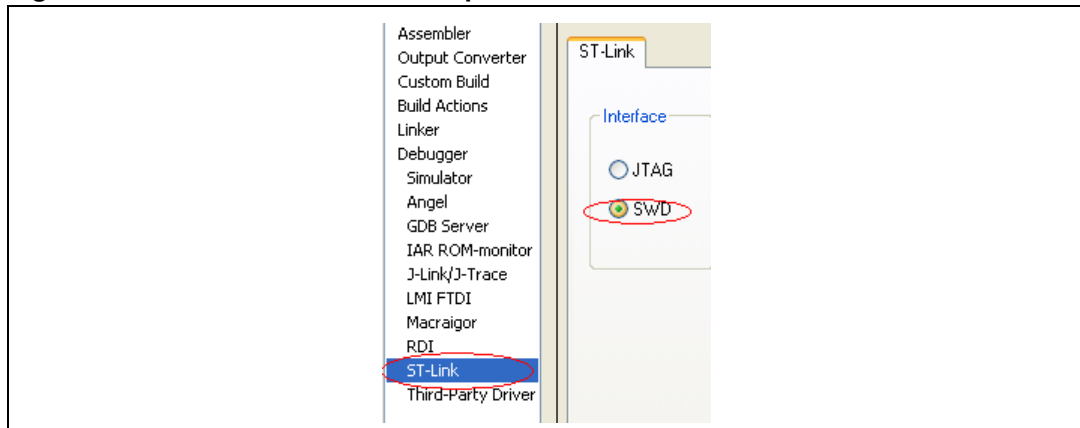 Assembler
Output Converter
Custom Build
Build Actions
Linker
Debugger
Simulator
Angel
GDB Server
IAR ROM-monitor
J-Link/J-Trace
LMI FTDI
Macraigor
RDI
ST-Link
Third-Party Driver
ST-Link
Interface
JTAG
SWD